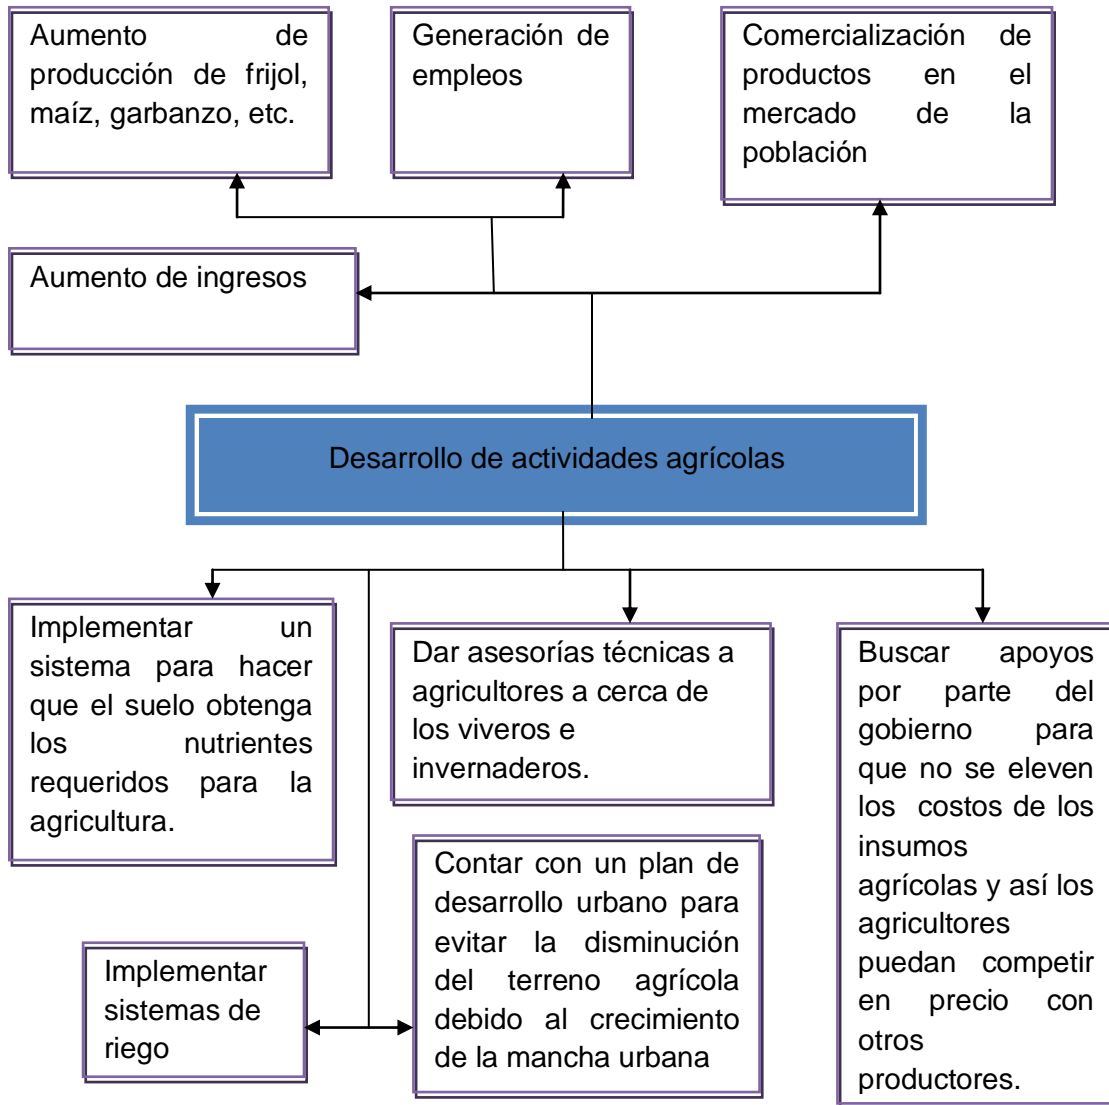 Aumento de
producción de frijol,
maíz, garbanzo, etc.
Generación de
empleos
Comercialización de
productos en el
mercado de la
población
Aumento de ingresos
Desarrollo de actividades agrícolas
Implementar un
sistema para hacer
que el suelo obtenga
los nutrientes
requeridos para la
agricultura.
Dar asesorías técnicas a
agricultores a cerca de
los viveros e
invernaderos.
Buscar apoyos
por parte del
gobierno para
que no se eleven
los costos de los
insumos
agrícolas y así los
agricultores
puedan competir
en precio con
otros
productores.
Implementar
sistemas de
riego
Contar con un plan de
desarrollo urbano para
evitar la disminución
del terreno agrícola
debido al crecimiento
de la mancha urbana